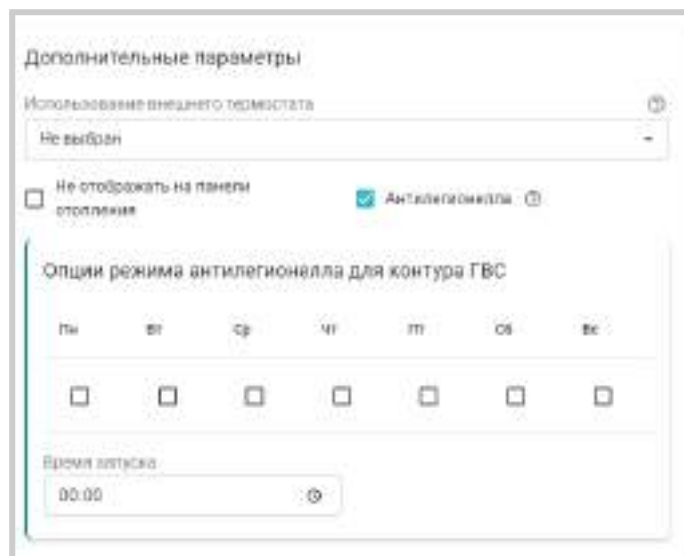 Дополнительные параметры
Использование внешнего термостата
Не выбран
Не отображать на панели
отопления
Антилегионелла
Опции режима антилегионелла для контура ГВС
Пн Вт Ср Чт Пт Сб Вс
Время запуска
00:00